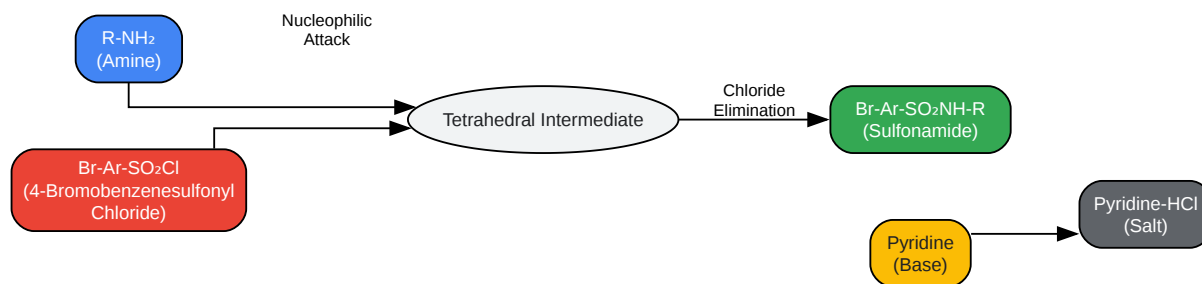 Nucleophilic
Attack
R-NH₂
(Amine)
Br-Ar-SO₂Cl
(4-Bromobenzenesulfonyl
Chloride)
Tetrahedral Intermediate
Chloride
Elimination
Br-Ar-SO₂NH-R
(Sulfonamide)
Pyridine
(Base)
Pyridine-HCl
(Salt)